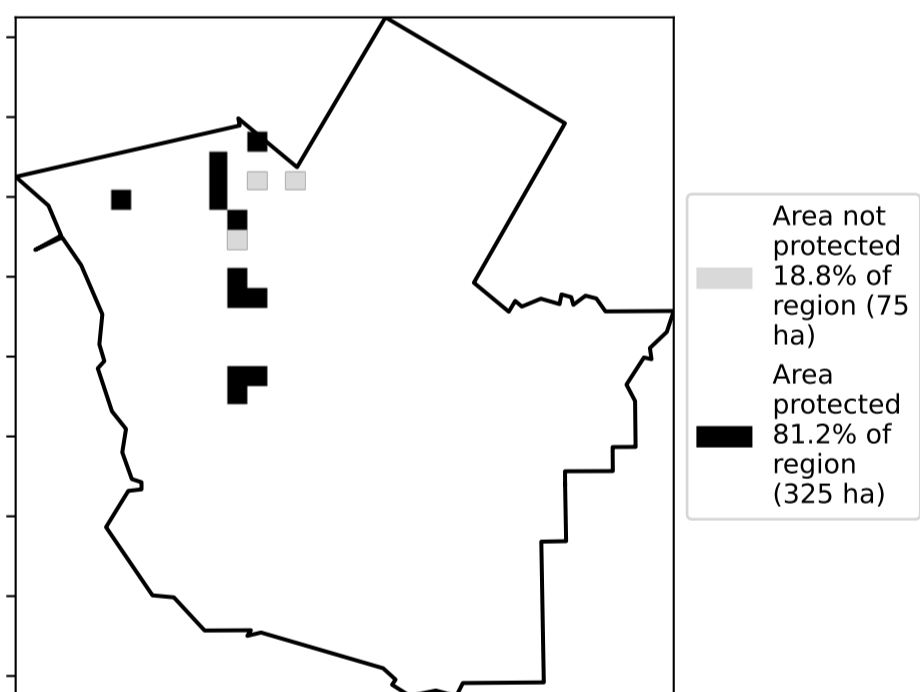 Area not
protected
18.8% of
region (75
ha)
Area
protected
81.2% of
region
(325 ha)